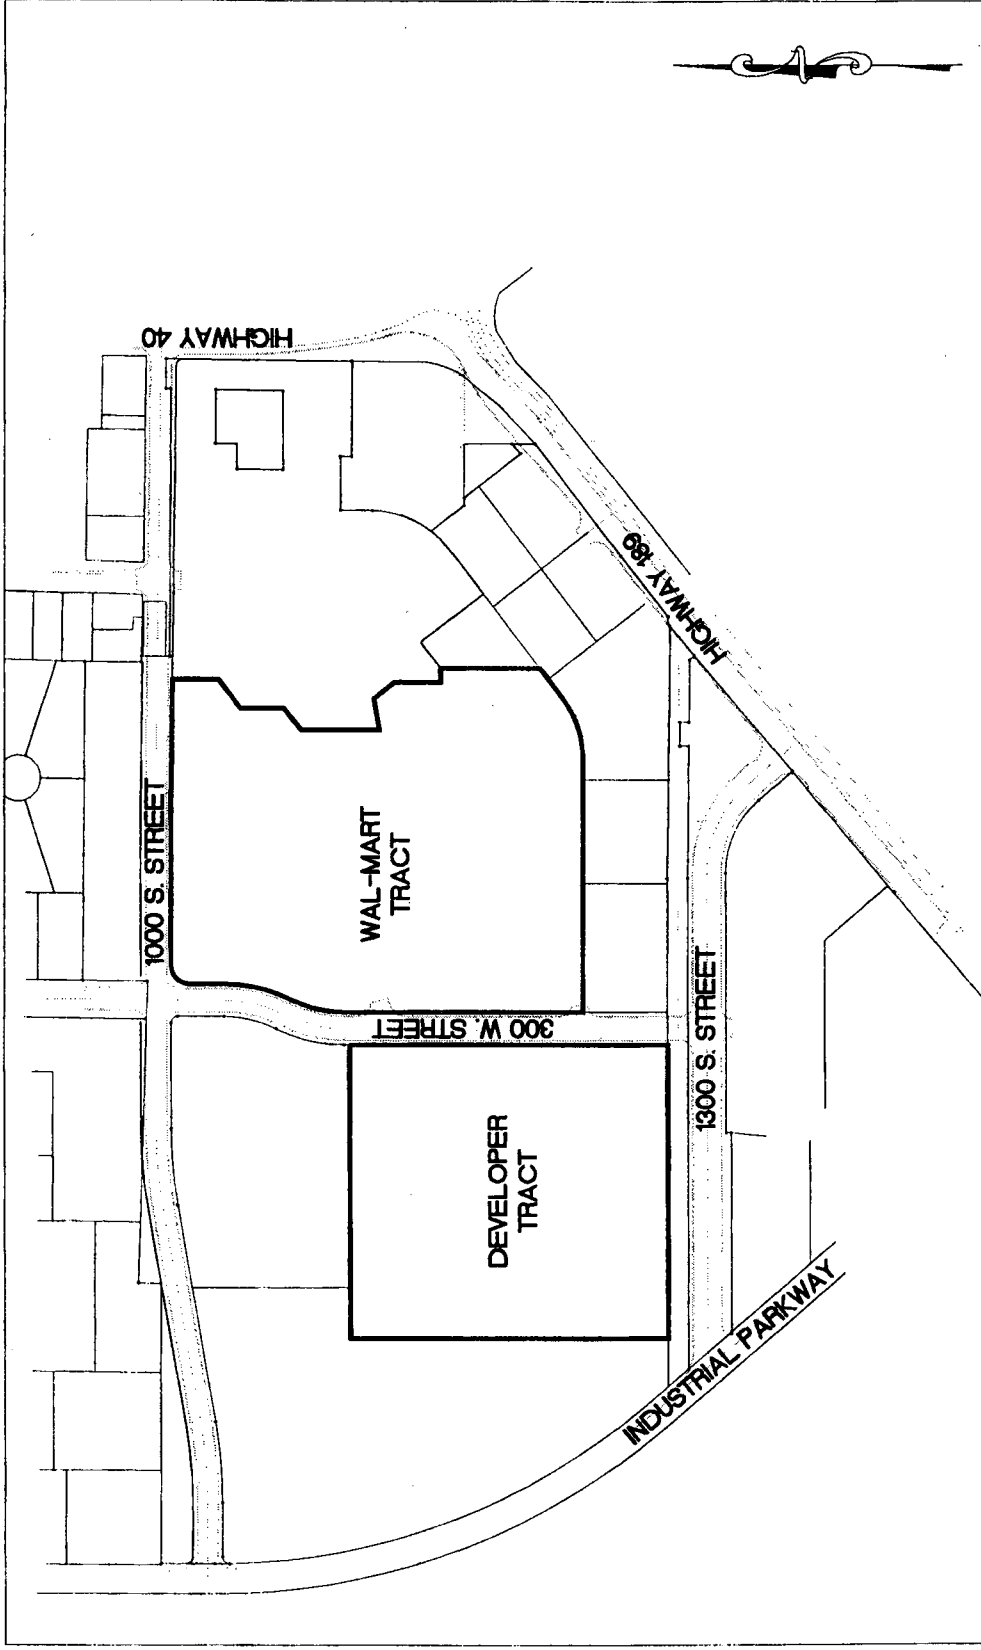 HIGHWAY 40
1000 S. STREET
HIGHWAY 189
WAL-MART
TRACT
300 W. STREET
1300 S. STREET
DEVELOPER
TRACT
INDUSTRIAL PARKWAY
N